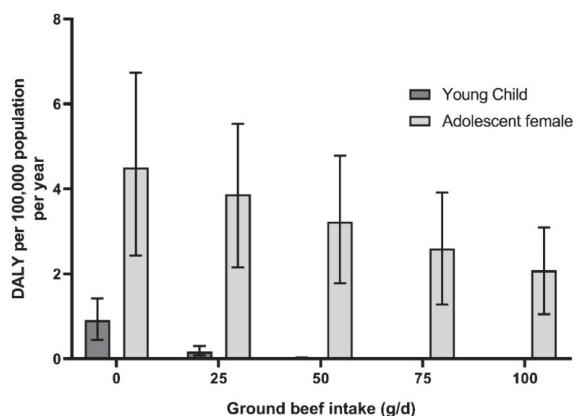 8
6
4
2
0
DALY per 100,000 population
per year
Young Child
Adolescent female
0 25 50 75 100
Ground beef intake (g/d)